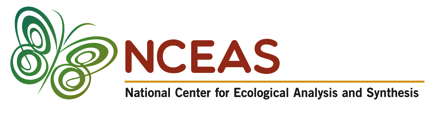 NCEAS
National Center for Ecological Analysis and Synthesis